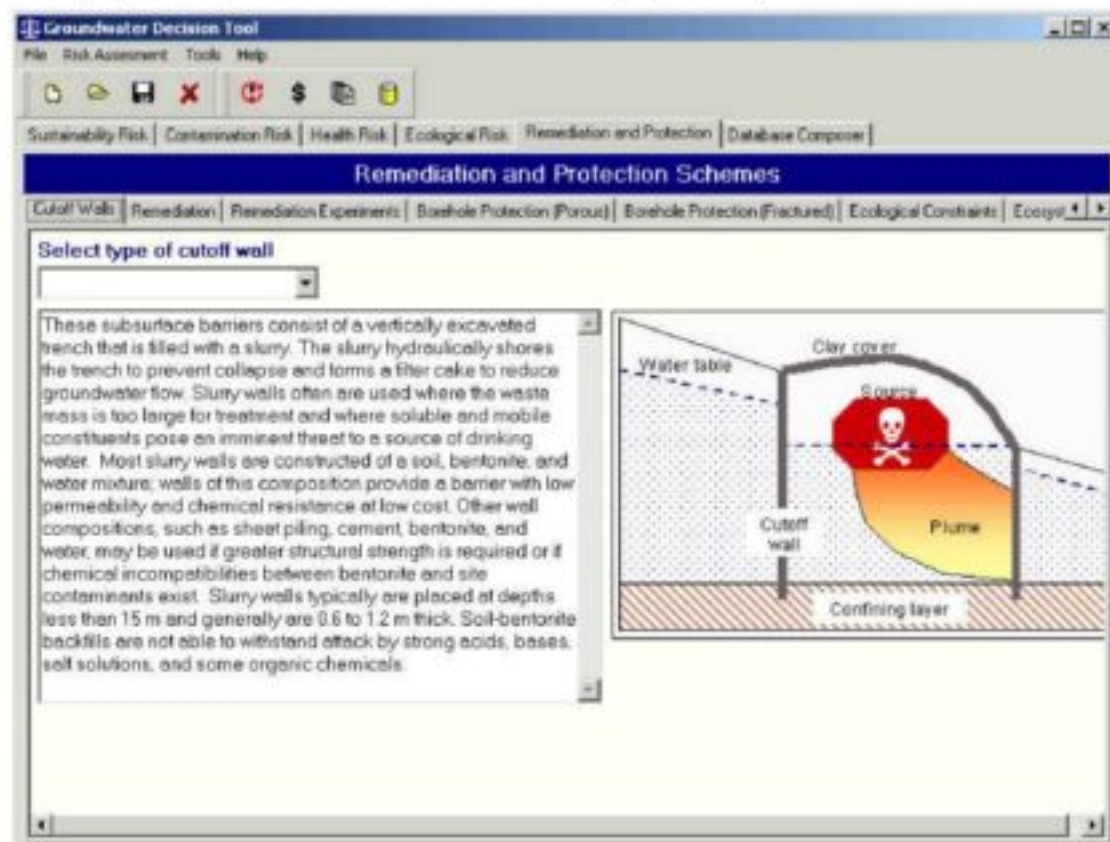 Groundwater Decision Tool
File Risk Assesment Tools Help
Sustainability Risk Contamination Risk Health Risk Ecological Risk Remediation and Protection Database Composer
Remediation and Protection Schemes
Cutoff Walls Remediation Remediation Experiments Borehole Protection (Porous) Borehole Protection (Fractured) Ecological Constraints Ecosyst
Select type of cutoff wall
These subsurface barriers consist of a vertically excavated
trench that is filled with a slurry. The slurry hydraulically shores
the trench to prevent collapse and forms a filter cake to reduce
groundwater flow. Slurry walls often are used where the waste
mass is too large for treatment and where soluble and mobile
constituents pose an imminent threat to a source of drinking
water. Most slurry walls are constructed of a soil, bentonite, and
water mixture; walls of this composition provide a barrier with low
permeability and chemical resistance at low cost. Other wall
compositions, such as sheet piling, cement, bentonite, and
water, may be used if greater structural strength is required or if
chemical incompatibilities between bentonite and site
contaminants exist. Slurry walls typically are placed at depths
less than 15 m and generally are 0.6 to 1.2 m thick. Soil-bentonite
backfills are not able to withstand attack by strong acids, bases,
salt solutions, and some organic chemicals.
Clay cover
Water table
Source
Cutoff
wall
Plume
Confining layer